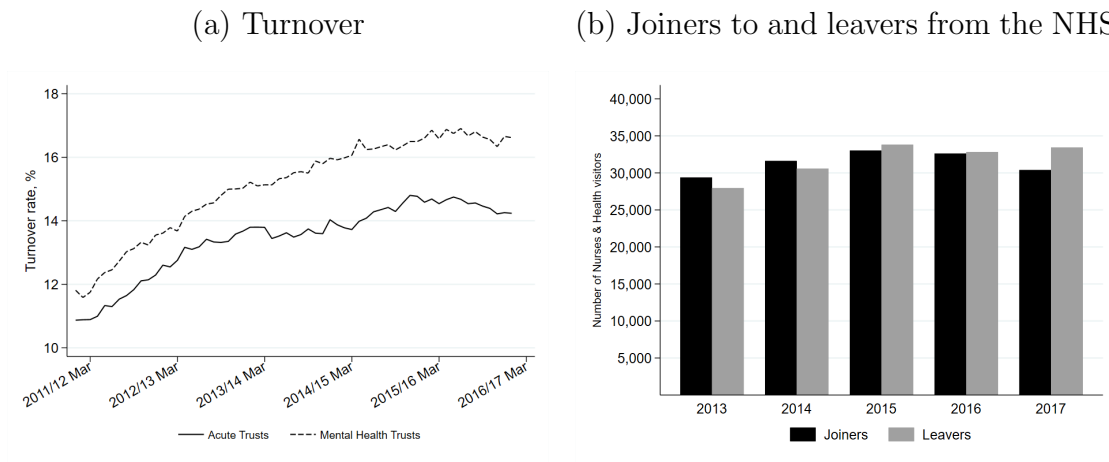 (a) Turnover
(b) Joiners to and leavers from the NHS
Turnover rate, %
18
16
14
12
10
2011/12 Mar
2012/13 Mar
2013/14 Mar
2014/15 Mar
2015/16 Mar
2016/17 Mar
Acute Trusts
Mental Health Trusts
Number of Nurses & Health visitors
40,000
35,000
30,000
25,000
20,000
15,000
10,000
5,000
2013
2014
2015
2016
2017
Joiners
Leavers